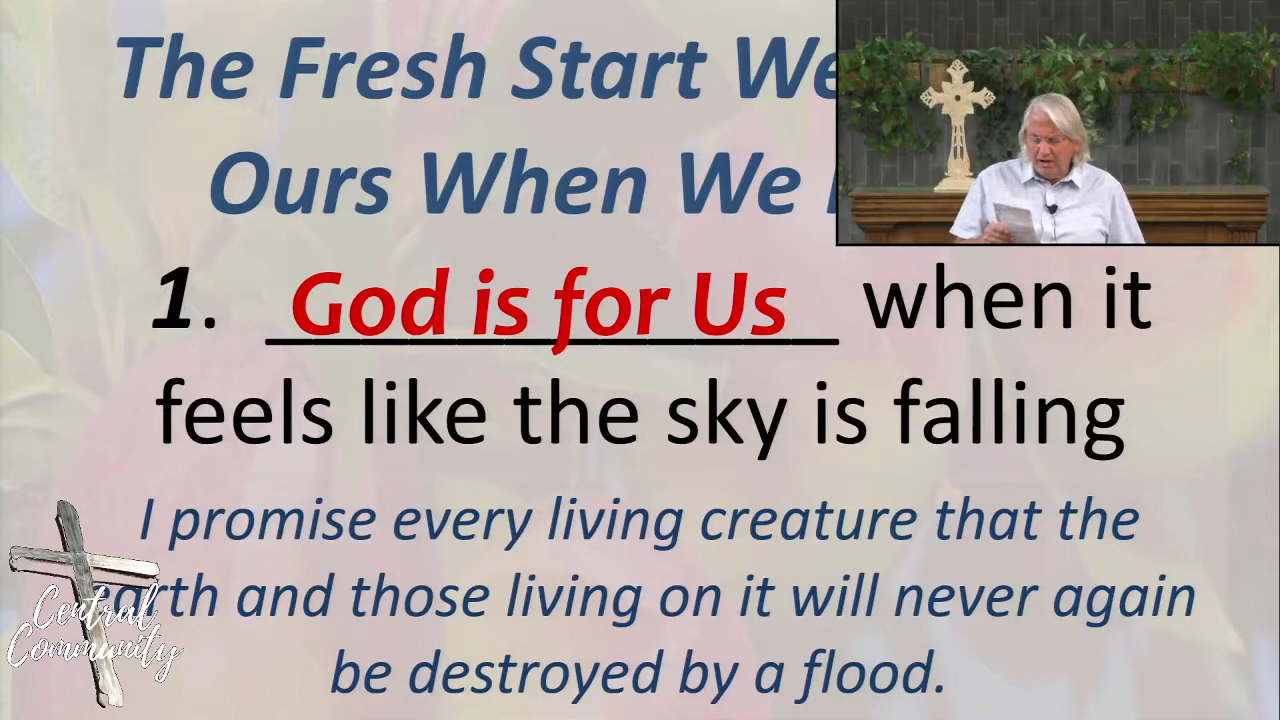 The Fresh Start We
Ours When We
1. God is for Us when it
feels like the sky is falling
I promise every living creature that the
earth and those living on it will never again
be destroyed by a flood.
Central
Community